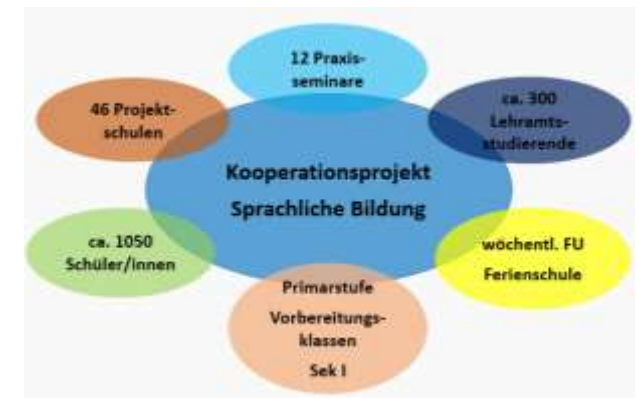 12 Praxis-
seminare
46 Projekt-
schulen
ca. 300
Lehramts-
studierende
Kooperationsprojekt
Sprachliche Bildung
ca. 1050
Schüler/innen
wöchentl. FU
Ferienschule
Primarstufe
Vorbereitungs-
klassen
Sek I